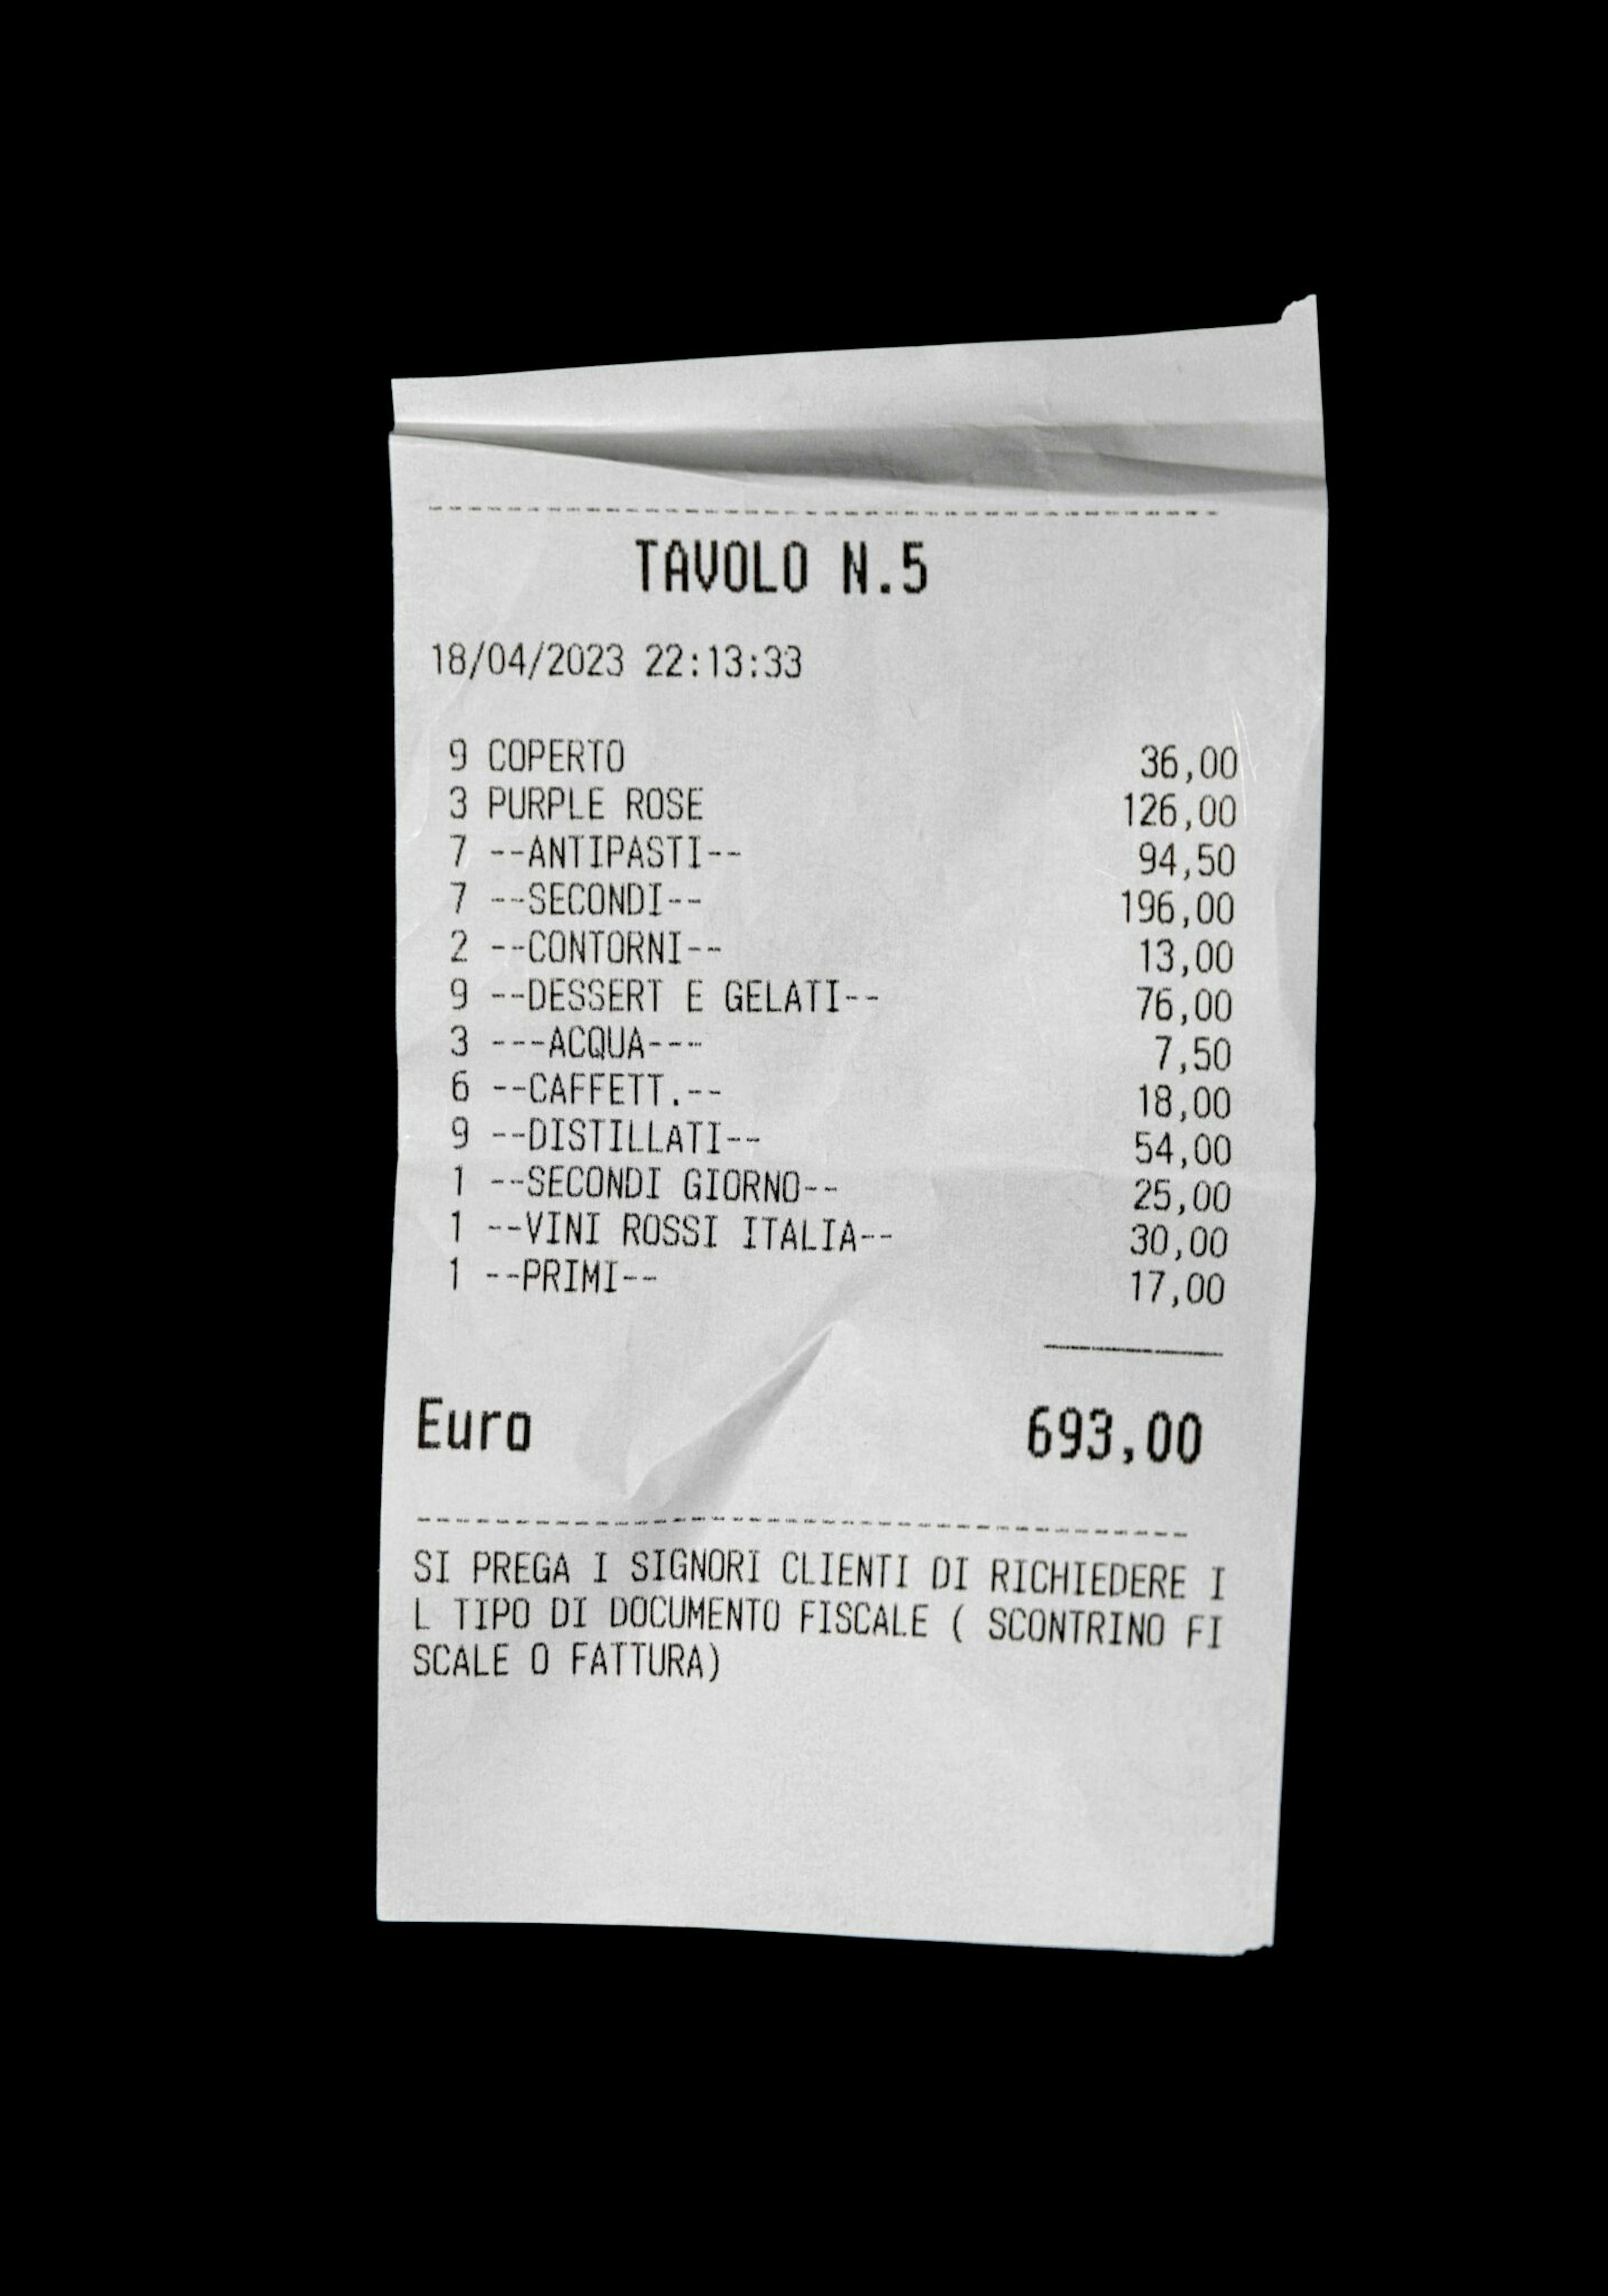 TAVOLO N.5
18/04/2023 22:13:33
9 COPERTO 36,00
3 PURPLE ROSE 126,00
7 --ANTIPASTI-- 94,50
7 --SECONDI-- 196,00
2 --CONTORNI-- 13,00
9 --DESSERT E GELATI-- 76,00
3 ---ACQUA--- 7,50
6 --CAFFETT.-- 18,00
9 --DISTILLATI-- 54,00
1 --SECONDI GIORNO-- 25,00
1 --VINI ROSSI ITALIA-- 30,00
1 --PRIMI-- 17,00
Euro 693,00
SI PREGA I SIGNORI CLIENTI DI RICHIEDERE I
L TIPO DI DOCUMENTO FISCALE ( SCONTRINO FI
SCALE O FATTURA)